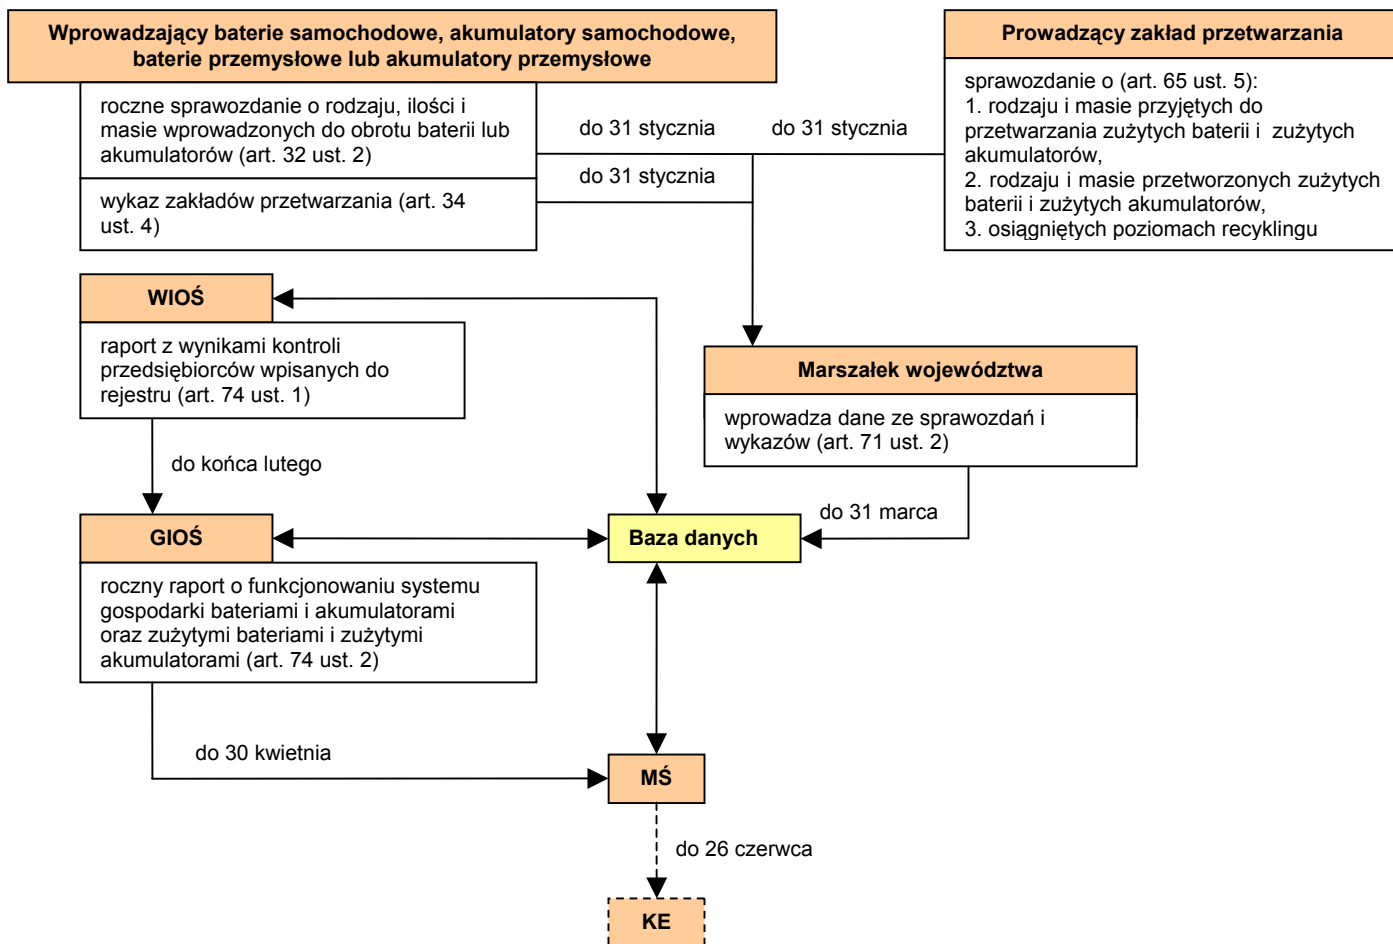 Wprowadzający baterie samochodowe, akumulatory samochodowe,
baterie przemysłowe lub akumulatory przemysłowe
roczne sprawozdanie o rodzaju, ilości i
masie wprowadzonych do obrotu baterii lub
akumulatorów (art. 32 ust. 2)
wykaz zakładów przetwarzania (art. 34
ust. 4)
do 31 stycznia
do 31 stycznia
do 31 stycznia
Prowadzący zakład przetwarzania
sprawozdanie o (art. 65 ust. 5):
1. rodzaju i masie przyjętych do
przetwarzania zużytych baterii i zużytych
akumulatorów,
2. rodzaju i masie przetworzonych zużytych
baterii i zużytych akumulatorów,
3. osiągniętych poziomach recyklingu
WIOŚ
raport z wynikami kontroli
przedsiębiorców wpisanych do
rejestru (art. 74 ust. 1)
Marszałek województwa
wprowadza dane ze sprawozdań i
wykazów (art. 71 ust. 2)
do końca lutego
do 31 marca
GIOŚ
Baza danych
roczny raport o funkcjonowaniu systemu
gospodarki bateriami i akumulatorami
oraz zużytymi bateriami i zużytymi
akumulatorami (art. 74 ust. 2)
do 30 kwietnia
MŚ
do 26 czerwca
KE